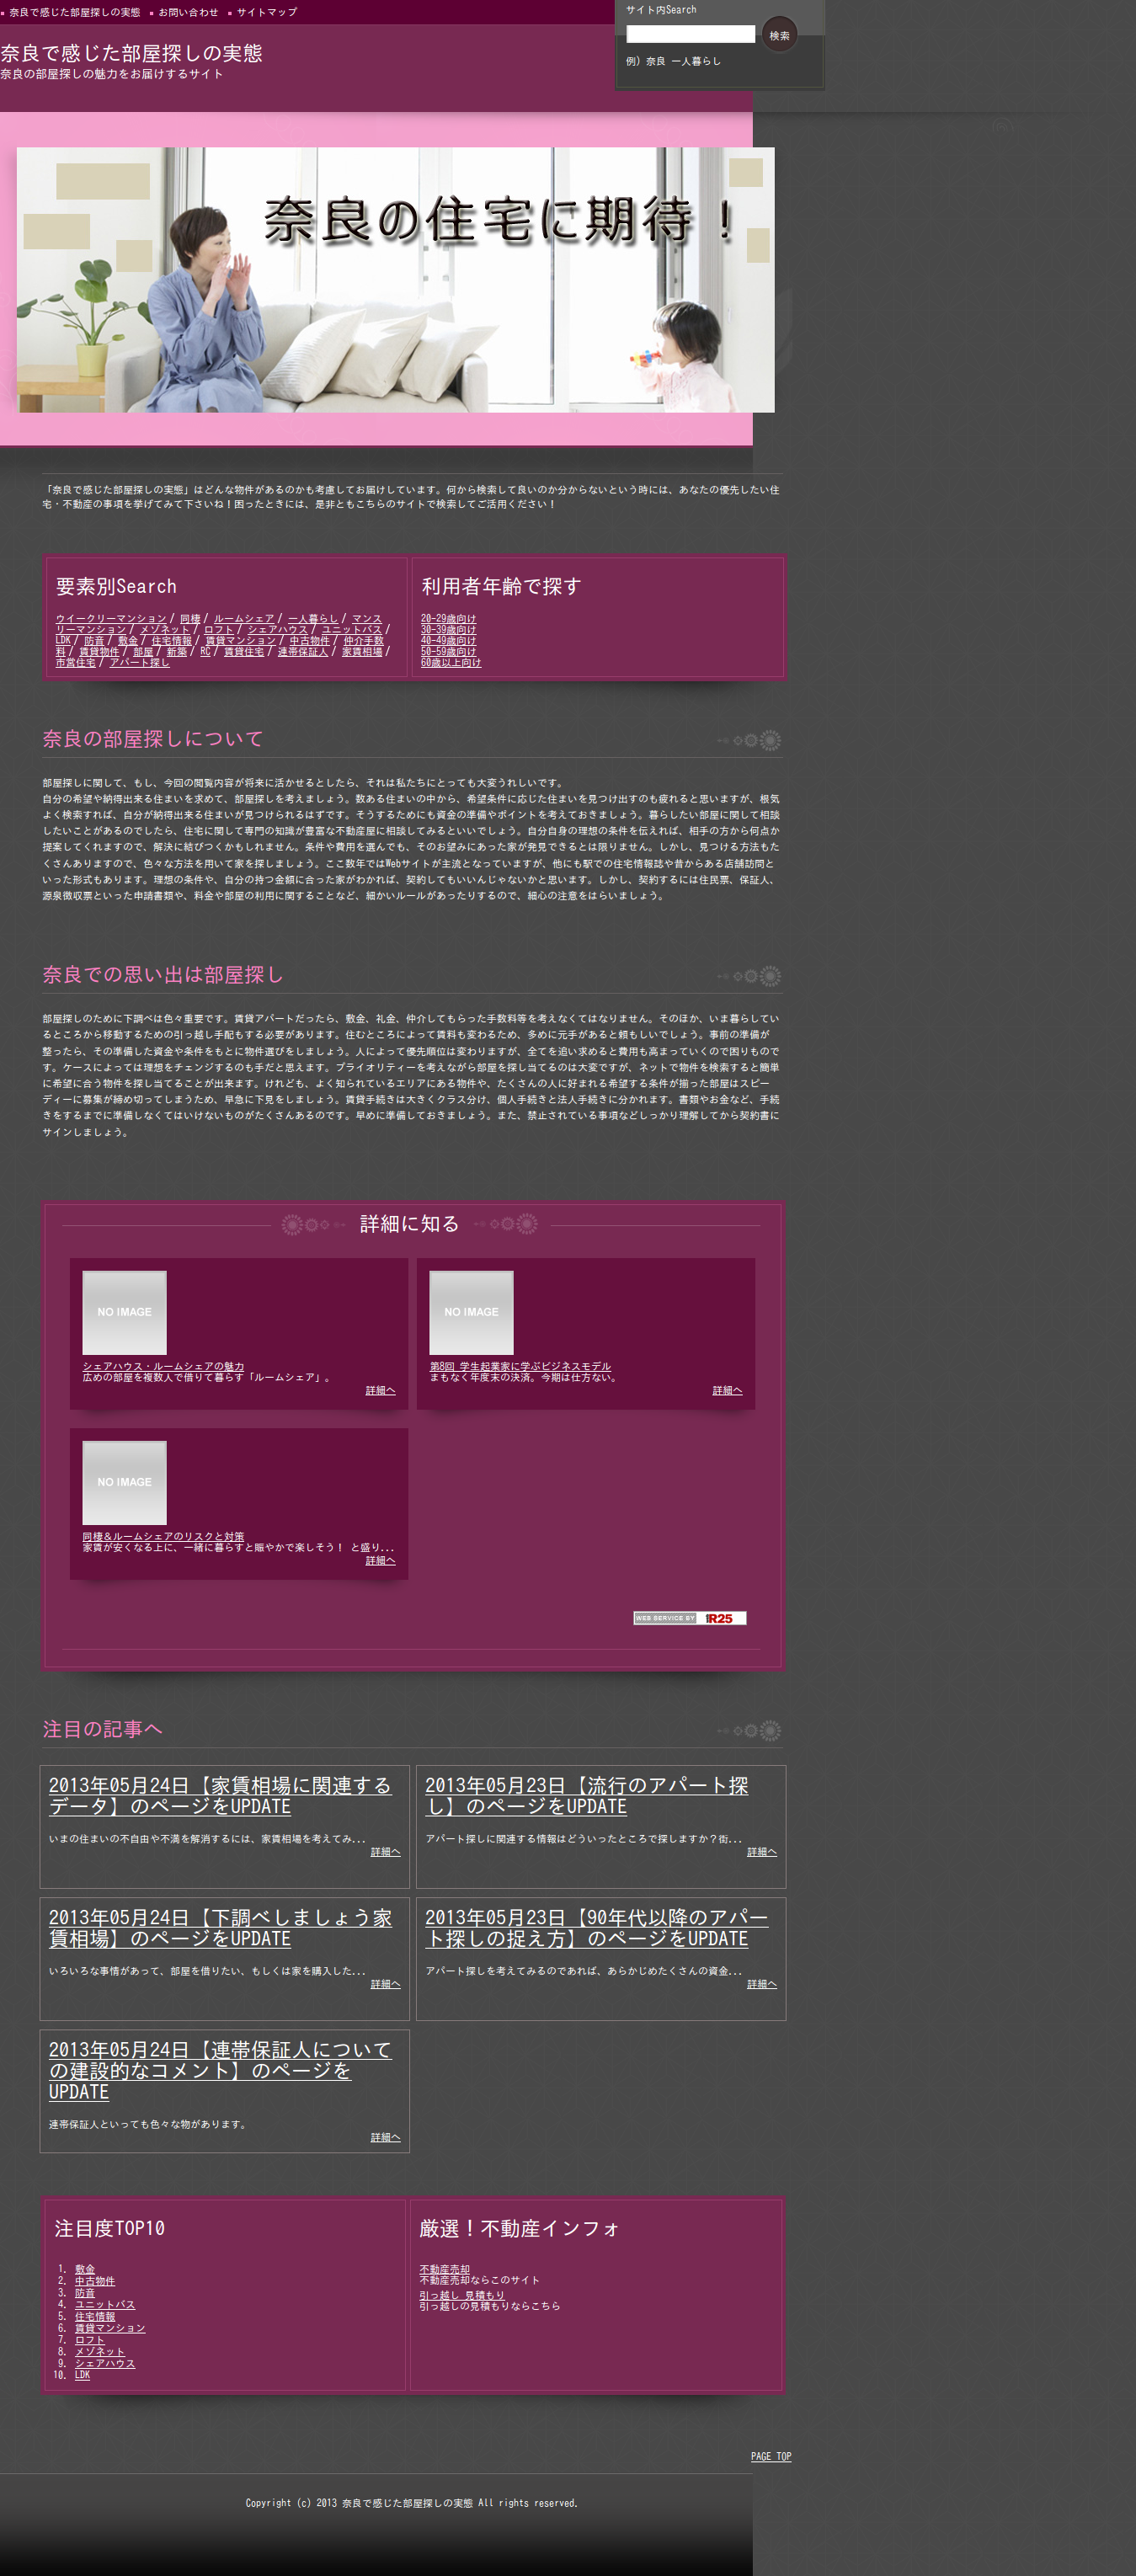 奈良で感じた部屋探しの実態 お問い合わせ サイトマップ
サイト内Search
検索
例) 奈良 一人暮らし
奈良で感じた部屋探しの実態
奈良の部屋探しの魅力をお届けするサイト
奈良の住宅に期待！
「奈良で感じた部屋探しの実態」はどんな物件があるのかも考慮してお届けしています。何から検索して良いのか分からないという時には、あなたの優先したい住
宅・不動産の事項を挙げてみて下さいね！困ったときには、是非ともこちらのサイトで検索してご活用ください！
要素別Search
ウイークリーマンション / 同棲 / ルームシェア / 一人暮らし / マンス
リーマンション / メゾネット / ロフト / シェアハウス / ユニットバス /
LDK / 防音 / 敷金 / 住宅情報 / 賃貸マンション / 中古物件 / 仲介手数
料 / 賃貸物件 / 部屋 / 新築 / RC / 賃貸住宅 / 連帯保証人 / 家賃相場 /
市営住宅 / アパート探し
利用者年齢で探す
20-29歳向け
30-39歳向け
40-49歳向け
50-59歳向け
60歳以上向け
奈良の部屋探しについて
部屋探しに関して、もし、今回の閲覧内容が将来に活かせるとしたら、それは私たちにとっても大変うれしいです。
自分の希望や納得出来る住まいを求めて、部屋探しを考えましょう。数ある住まいの中から、希望条件に応じた住まいを見つけ出すのも疲れると思いますが、根気
よく検索すれば、自分が納得出来る住まいが見つけられるはずです。そうするためにも資金の準備やポイントを考えておきましょう。暮らしたい部屋に関して相談
したいことがあるのでしたら、住宅に関して専門の知識が豊富な不動産屋に相談してみるといいでしょう。自分自身の理想の条件を伝えれば、相手の方から何点か
提案してくれますので、解決に結びつくかもしれません。条件や費用を選んでも、そのお望みにあった家が発見できるとは限りません。しかし、見つける方法もた
くさんありますので、色々な方法を用いて家を探しましょう。ここ数年ではWebサイトが主流となっていますが、他にも駅での住宅情報誌や昔からある店舗訪問と
いった形式もあります。理想の条件や、自分の持つ金額に合った家がわかれば、契約してもいいんじゃないかと思います。しかし、契約するには住民票、保証人、
源泉徴収票といった申請書類や、料金や部屋の利用に関することなど、細かいルールがあったりするので、細心の注意をはらいましょう。
奈良での思い出は部屋探し
部屋探しのために下調べは色々重要です。賃貸アパートだったら、敷金、礼金、仲介してもらった手数料等を考えなくてはなりません。そのほか、いま暮らしてい
るところから移動するための引っ越し手配もする必要があります。住むところによって賃料も変わるため、多めに元手があると頼もしいでしょう。事前の準備が
整ったら、その準備した資金や条件をもとに物件選びをしましょう。人によって優先順位は変わりますが、全てを追い求めると費用も高まっていくので困りもので
す。ケースによっては理想をチェンジするのも手だと思えます。プライオリティーを考えながら部屋を探し当てるのは大変ですが、ネットで物件を検索すると簡単
に希望に合う物件を探し当てることが出来ます。けれども、よく知られているエリアにある物件や、たくさんの人に好まれる希望する条件が揃った部屋はスピー
ディーに募集が締め切ってしまうため、早急に下見をしましょう。賃貸手続きは大きくクラス分け、個人手続きと法人手続きに分かれます。書類やお金など、手続
きをするまでに準備しなくてはいけないものがたくさんあるのです。早めに準備しておきましょう。また、禁止されている事項などしっかり理解してから契約書に
サインしましょう。
詳細に知る
NO IMAGE
シェアハウス・ルームシェアの魅力
広めの部屋を複数人で借りて暮らす「ルームシェア」。
詳細へ
NO IMAGE
第8回 学生起業家に学ぶビジネスモデル
まもなく年度末の決済。今期は仕方ない。
詳細へ
NO IMAGE
同棲＆ルームシェアのリスクと対策
家賃が安くなる上に、一緒に暮らすと賑やかで楽しそう！ と盛り...
詳細へ
WEB SERVICE BY R25
注目の記事へ
2013年05月24日【家賃相場に関連する
データ】のページをUPDATE
いまの住まいの不自由や不満を解消するには、家賃相場を考えてみ...
詳細へ
2013年05月23日【流行のアパート探
し】のページをUPDATE
アパート探しに関連する情報はどういったところで探しますか？街...
詳細へ
2013年05月24日【下調べしましょう家
賃相場】のページをUPDATE
いろいろな事情があって、部屋を借りたい、もしくは家を購入した...
詳細へ
2013年05月23日【90年代以降のアパー
ト探しの捉え方】のページをUPDATE
アパート探しを考えてみるのであれば、あらかじめたくさんの資金...
詳細へ
2013年05月24日【連帯保証人について
の建設的なコメント】のページを
UPDATE
連帯保証人といっても色々な物があります。
詳細へ
注目度TOP10
1. 敷金
2. 中古物件
3. 防音
4. ユニットバス
5. 住宅情報
6. 賃貸マンション
7. ロフト
8. メゾネット
9. シェアハウス
10. LDK
厳選！不動産インフォ
不動産売却
不動産売却ならこのサイト
引っ越し 見積もり
引っ越しの見積もりならこちら
PAGE TOP
Copyright (c) 2013 奈良で感じた部屋探しの実態 All rights reserved.